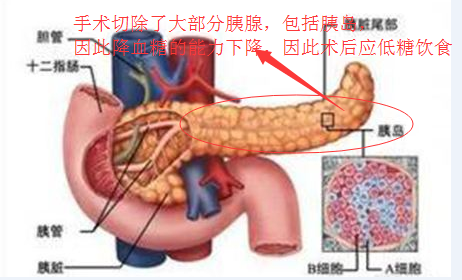 手术切除了大部分胰腺，包括胰岛，
因此降血糖的能力下降，因此术后应低糖饮食
胆管
胰脏尾部
十二指肠
胰岛
胰管
胰脏
B细胞
A细胞